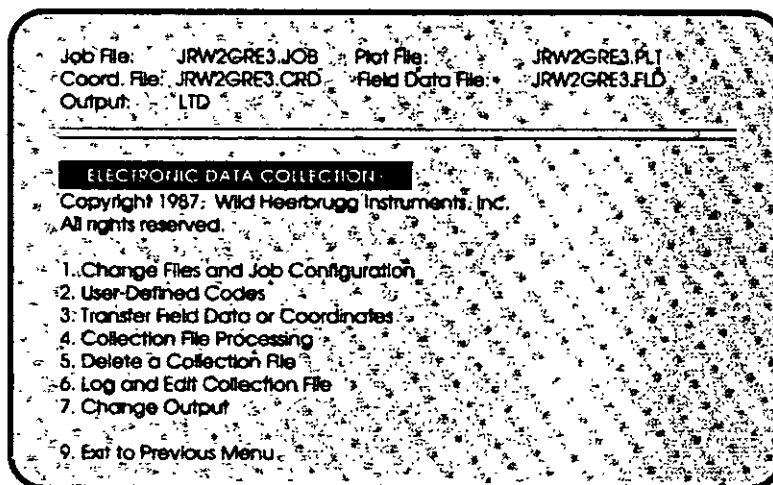 Job File: JRW2GRE3.JOB Plot File: JRW2GRE3.PLT
Coord. File: JRW2GRE3.CRD Field Data File: JRW2GRE3.FLD
Output: LTD
ELECTRONIC DATA COLLECTION
Copyright 1987; Wild Heerbrugg Instruments, Inc.
All rights reserved.
1. Change Files and Job Configuration
2. User-Defined Codes
3. Transfer Field Data or Coordinates
4. Collection File Processing
5. Delete a Collection File
6. Log and Edit Collection File
7. Change Output
9. Exit to Previous Menu